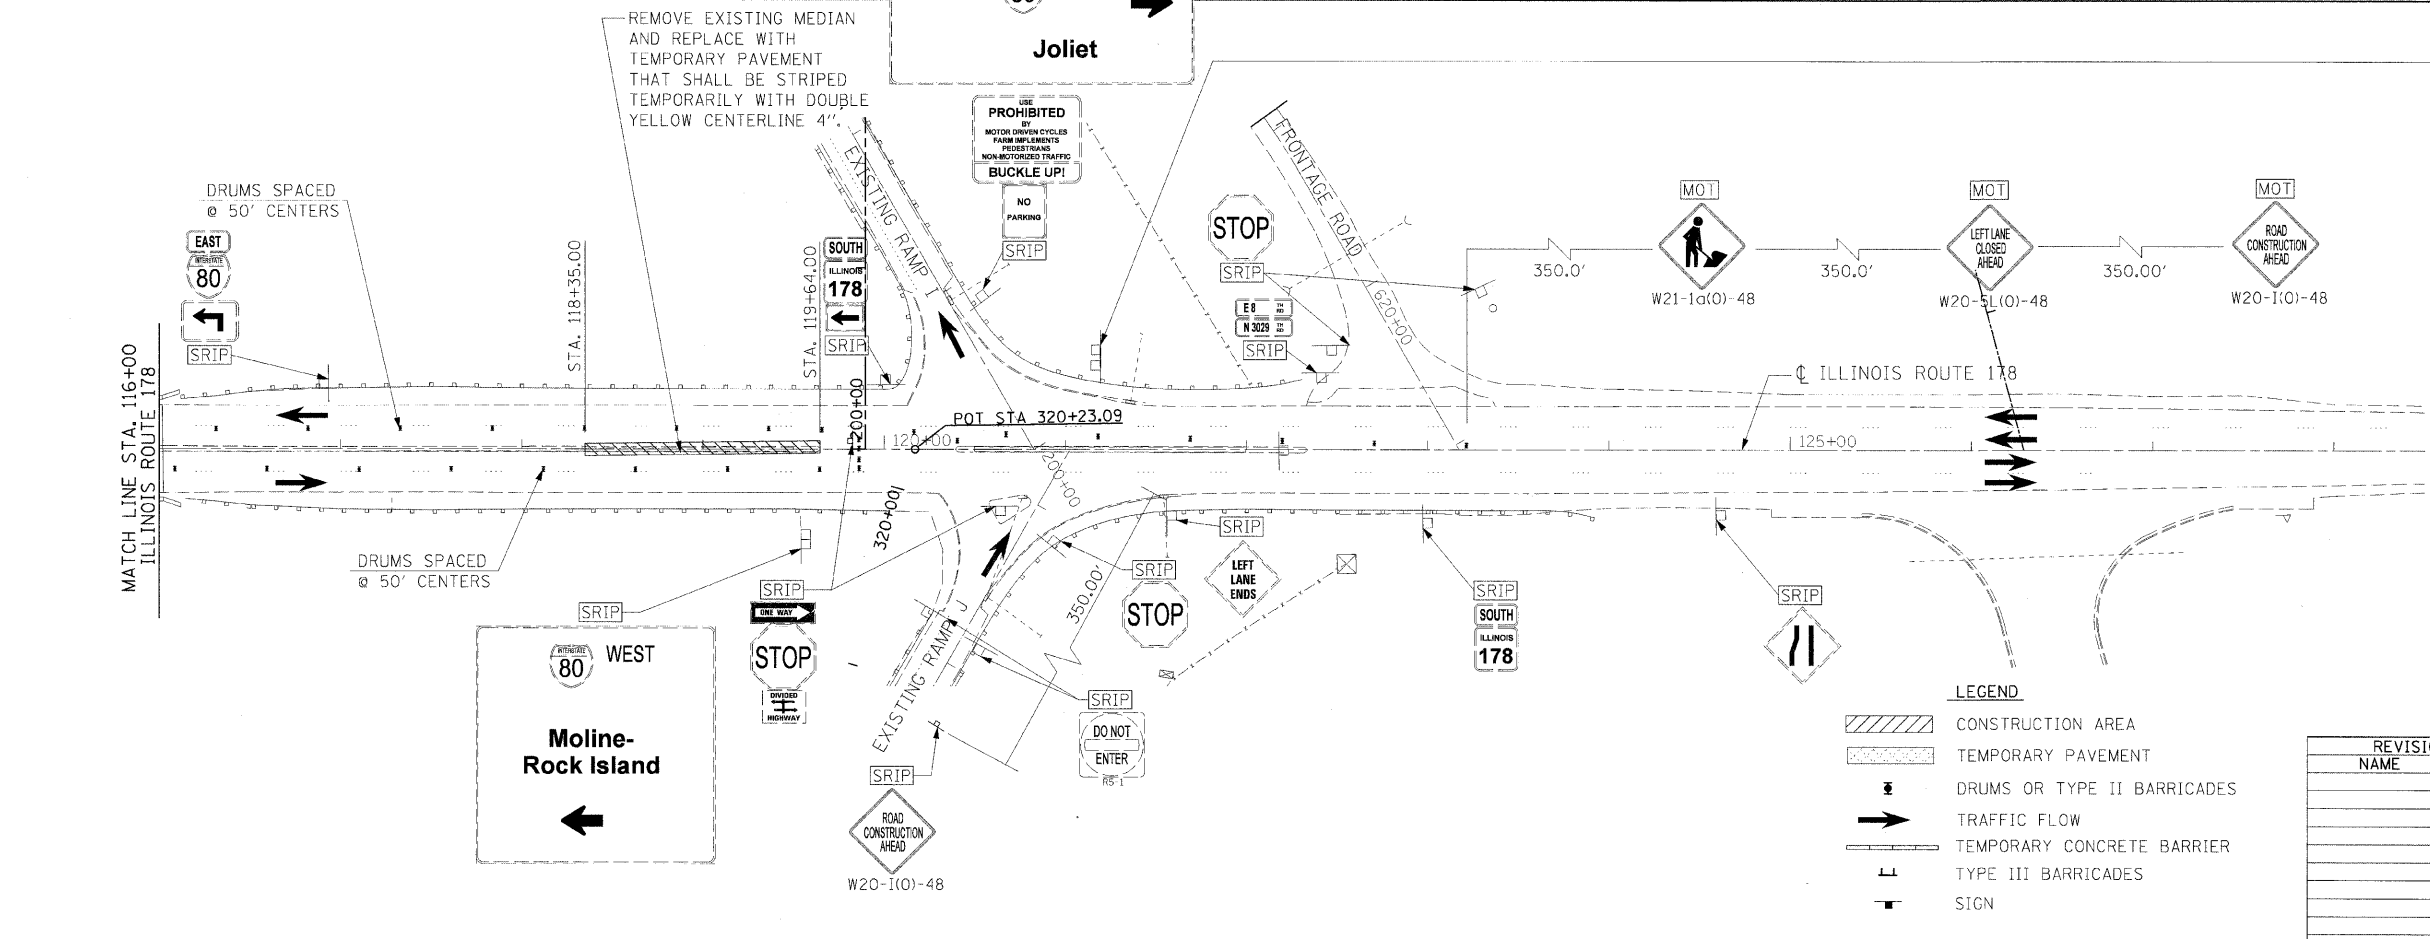 REMOVE EXISTING MEDIAN
AND REPLACE WITH
TEMPORARY PAVEMENT
THAT SHALL BE STRIPED
TEMPORARILY WITH DOUBLE
YELLOW CENTERLINE 4".
Joliet
USE
PROHIBITED
BY
MOTOR DRIVEN CYCLES
FARM IMPLEMENTS
PEDESTRIANS
NON-MOTORIZED TRAFFIC
BUCKLE UP!
NO
PARKING
SRIP
DRUMS SPACED
@ 50' CENTERS
EAST
INTERSTATE
80
SRIP
STA. 118+35.00
STA. 119+64.00
SOUTH
ILLINOIS
178
SRIP
EXISTING RAMP I
STOP
SRIP
E 8 TH RD
N 3029 TH RD
SRIP
FRONTAGE ROAD
620+00
350.0'
MOT
W21-1a(O)-48
350.0'
MOT
LEFT LANE
CLOSED
AHEAD
W20-5L(O)-48
350.00'
MOT
ROAD
CONSTRUCTION
AHEAD
W20-I(O)-48
MATCH LINE STA. 116+00
ILLINOIS ROUTE 178
200+00
120+00
POT STA 320+23.09
200+00
℄ ILLINOIS ROUTE 178
125+00
320+00
DRUMS SPACED
@ 50' CENTERS
SRIP
INTERSTATE
80
WEST
Moline-
Rock Island
SRIP
ONE WAY
STOP
DIVIDED
HIGHWAY
EXISTING RAMP J
350.00'
SRIP
ROAD
CONSTRUCTION
AHEAD
W20-I(O)-48
SRIP
DO NOT
ENTER
R5-1
SRIP
STOP
SRIP
LEFT
LANE
ENDS
SRIP
SOUTH
ILLINOIS
178
SRIP
LEGEND
CONSTRUCTION AREA
TEMPORARY PAVEMENT
DRUMS OR TYPE II BARRICADES
TRAFFIC FLOW
TEMPORARY CONCRETE BARRIER
TYPE III BARRICADES
SIGN
REVISI
NAME